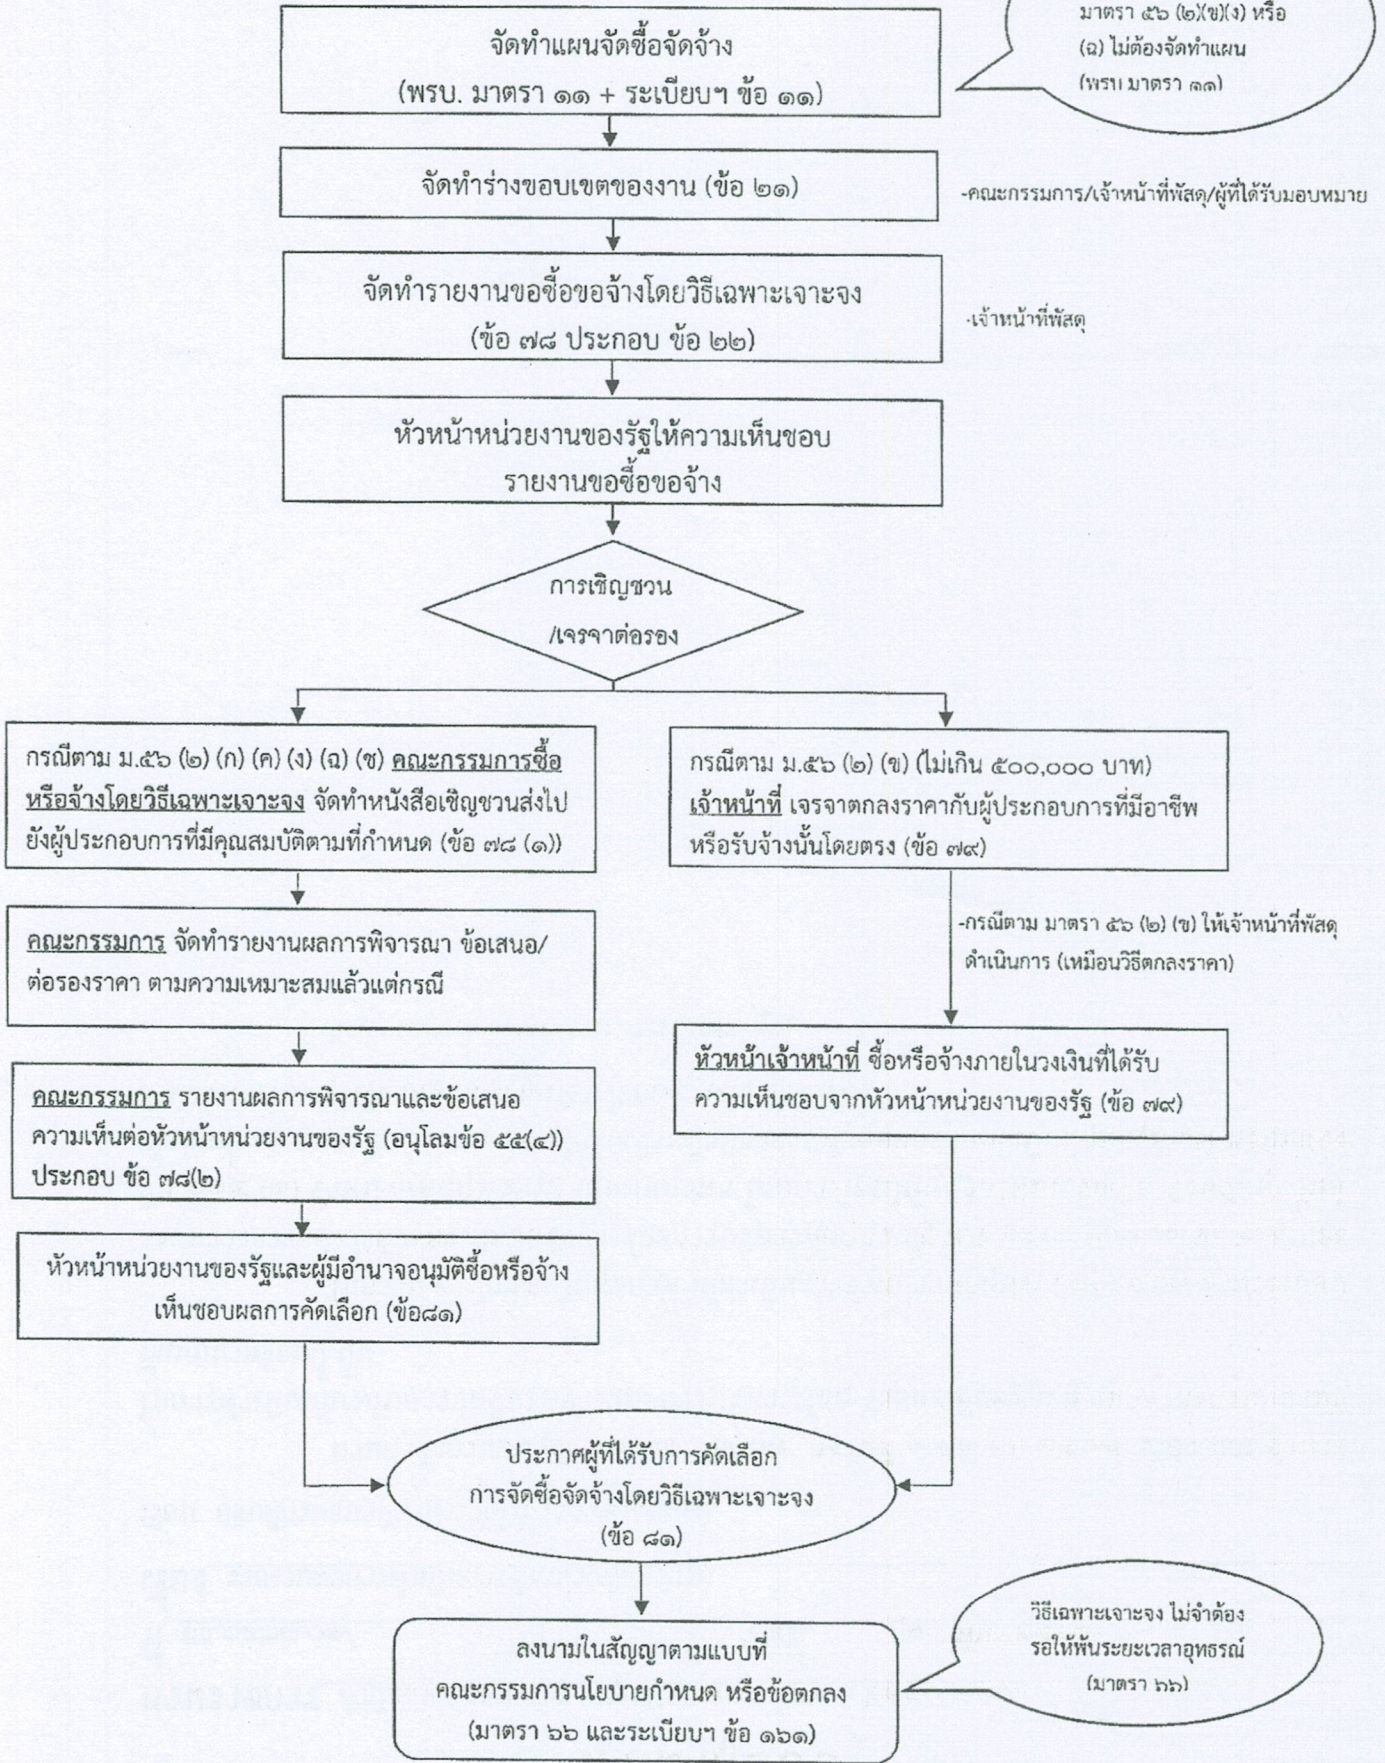 จัดทำแผนจัดซื้อจัดจ้าง
(พรบ. มาตรา ๑๑ + ระเบียบฯ ข้อ ๑๑)
มาตรา ๕๖ (๒)(ข)(ง) หรือ
(ฉ) ไม่ต้องจัดทำแผน
(พรบ มาตรา ๑๑)
จัดทำร่างขอบเขตของงาน (ข้อ ๒๑)
-คณะกรรมการ/เจ้าหน้าที่พัสดุ/ผู้ที่ได้รับมอบหมาย
จัดทำรายงานขอซื้อขอจ้างโดยวิธีเฉพาะเจาะจง
(ข้อ ๗๘ ประกอบ ข้อ ๒๒)
-เจ้าหน้าที่พัสดุ
หัวหน้าหน่วยงานของรัฐให้ความเห็นชอบ
รายงานขอซื้อขอจ้าง
การเชิญชวน
/เจรจาต่อรอง
กรณีตาม ม.๕๖ (๒) (ก) (ค) (ง) (ฉ) (ช) คณะกรรมการซื้อ
หรือจ้างโดยวิธีเฉพาะเจาะจง จัดทำหนังสือเชิญชวนส่งไป
ยังผู้ประกอบการที่มีคุณสมบัติตามที่กำหนด (ข้อ ๗๘ (๑))
กรณีตาม ม.๕๖ (๒) (ข) (ไม่เกิน ๕๐๐,๐๐๐ บาท)
เจ้าหน้าที่ เจรจาตกลงราคากับผู้ประกอบการที่มีอาชีพ
หรือรับจ้างนั้นโดยตรง (ข้อ ๗๙)
คณะกรรมการ จัดทำรายงานผลการพิจารณา ข้อเสนอ/
ต่อรองราคา ตามความเหมาะสมแล้วแต่กรณี
-กรณีตาม มาตรา ๕๖ (๒) (ข) ให้เจ้าหน้าที่พัสดุ
ดำเนินการ (เหมือนวิธีตกลงราคา)
คณะกรรมการ รายงานผลการพิจารณาและข้อเสนอ
ความเห็นต่อหัวหน้าหน่วยงานของรัฐ (อนุโลมข้อ ๕๕(๔))
ประกอบ ข้อ ๗๘(๒)
หัวหน้าเจ้าหน้าที่ ซื้อหรือจ้างภายในวงเงินที่ได้รับ
ความเห็นชอบจากหัวหน้าหน่วยงานของรัฐ (ข้อ ๗๙)
หัวหน้าหน่วยงานของรัฐและผู้มีอำนาจอนุมัติซื้อหรือจ้าง
เห็นชอบผลการคัดเลือก (ข้อ๘๑)
ประกาศผู้ที่ได้รับการคัดเลือก
การจัดซื้อจัดจ้างโดยวิธีเฉพาะเจาะจง
(ข้อ ๘๑)
ลงนามในสัญญาตามแบบที่
คณะกรรมการนโยบายกำหนด หรือข้อตกลง
(มาตรา ๖๖ และระเบียบฯ ข้อ ๑๖๑)
วิธีเฉพาะเจาะจง ไม่จำต้อง
รอให้พ้นระยะเวลาอุทธรณ์
(มาตรา ๖๖)